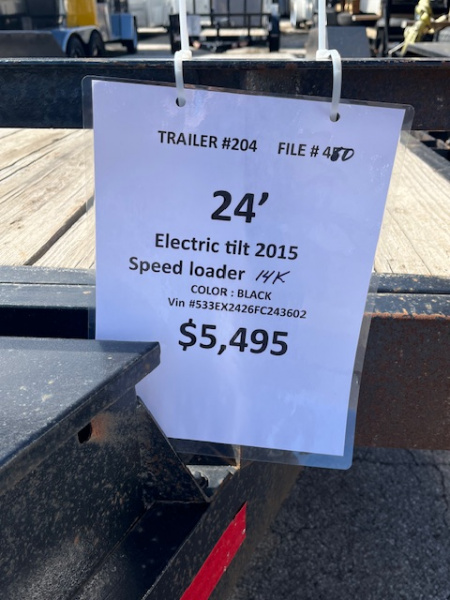 TRAILER #204 FILE # 480
24’
Electric tilt 2015
Speed loader 14K
COLOR : BLACK
Vin #533EX2426FC243602
$5,495